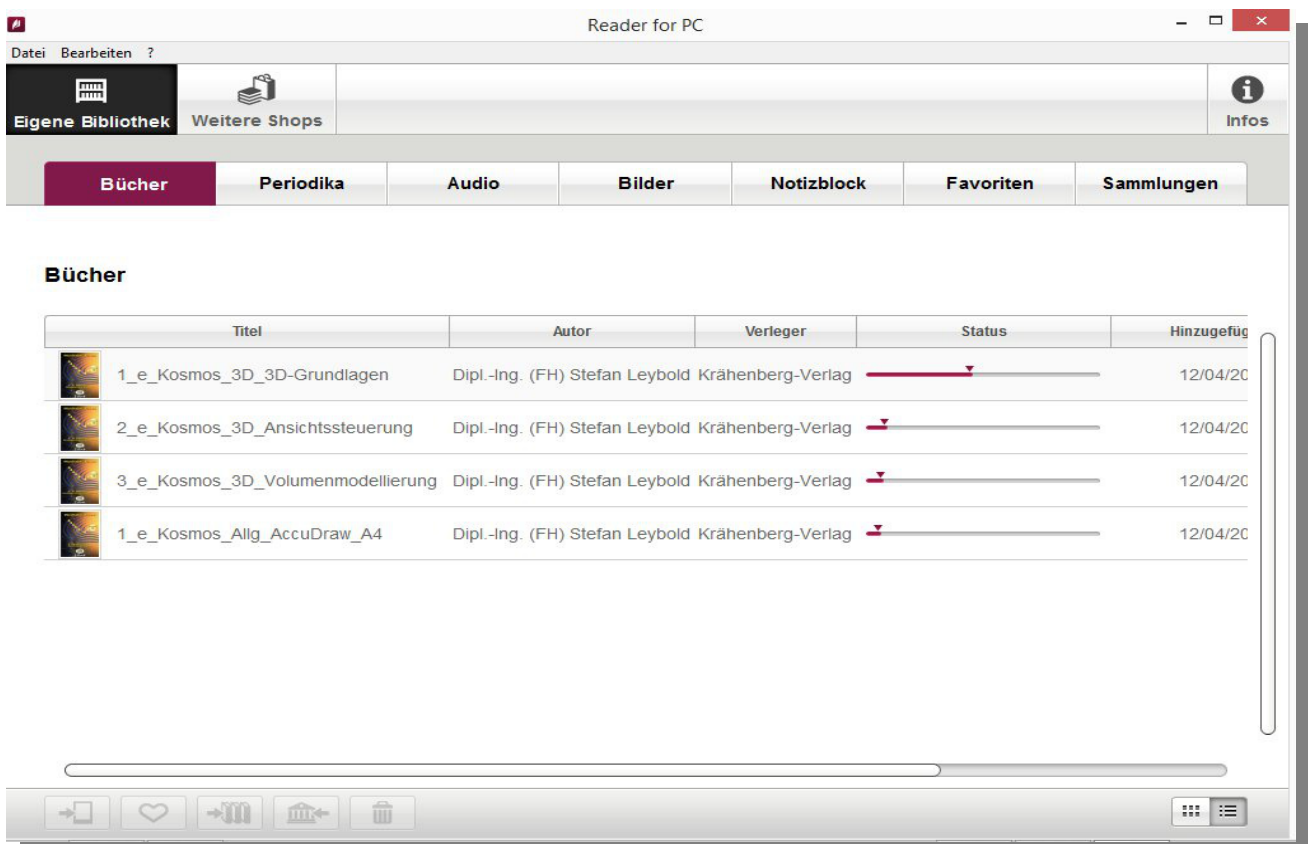 Reader for PC
Datei Bearbeiten ?
Eigene Bibliothek Weitere Shops Infos
Bücher Periodika Audio Bilder Notizblock Favoriten Sammlungen
Bücher
Titel Autor Verleger Status Hinzugefüg
1_e_Kosmos_3D_3D-Grundlagen Dipl.-Ing. (FH) Stefan Leybold Krähenberg-Verlag 12/04/20
2_e_Kosmos_3D_Ansichtssteuerung Dipl.-Ing. (FH) Stefan Leybold Krähenberg-Verlag 12/04/20
3_e_Kosmos_3D_Volumenmodellierung Dipl.-Ing. (FH) Stefan Leybold Krähenberg-Verlag 12/04/20
1_e_Kosmos_Allg_AccuDraw_A4 Dipl.-Ing. (FH) Stefan Leybold Krähenberg-Verlag 12/04/20